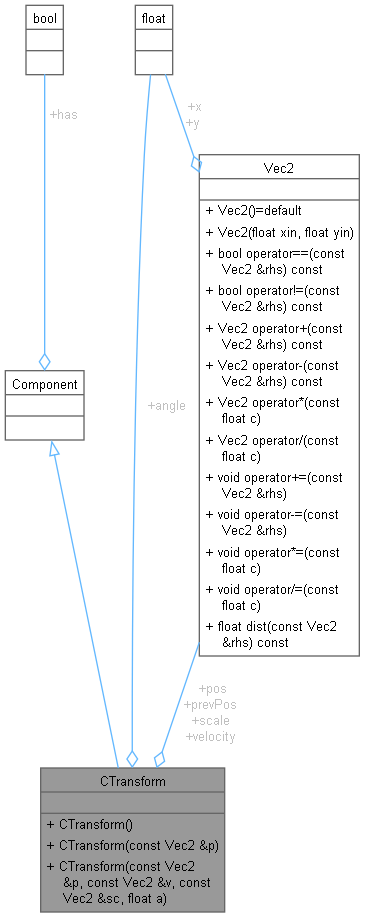 bool
float
+has
+x
+y
Vec2
+ Vec2()=default
+ Vec2(float xin, float yin)
+ bool operator==(const
Vec2 &rhs) const
+ bool operator!=(const
Vec2 &rhs) const
+ Vec2 operator+(const
Vec2 &rhs) const
+ Vec2 operator-(const
Vec2 &rhs) const
+ Vec2 operator*(const
float c)
+ Vec2 operator/(const
float c)
+ void operator+=(const
Vec2 &rhs)
+ void operator-=(const
Vec2 &rhs)
+ void operator*=(const
float c)
+ void operator/=(const
float c)
+ float dist(const Vec2
&rhs) const
Component
+angle
+pos
+prevPos
+scale
+velocity
CTransform
+ CTransform()
+ CTransform(const Vec2 &p)
+ CTransform(const Vec2
&p, const Vec2 &v, const
Vec2 &sc, float a)